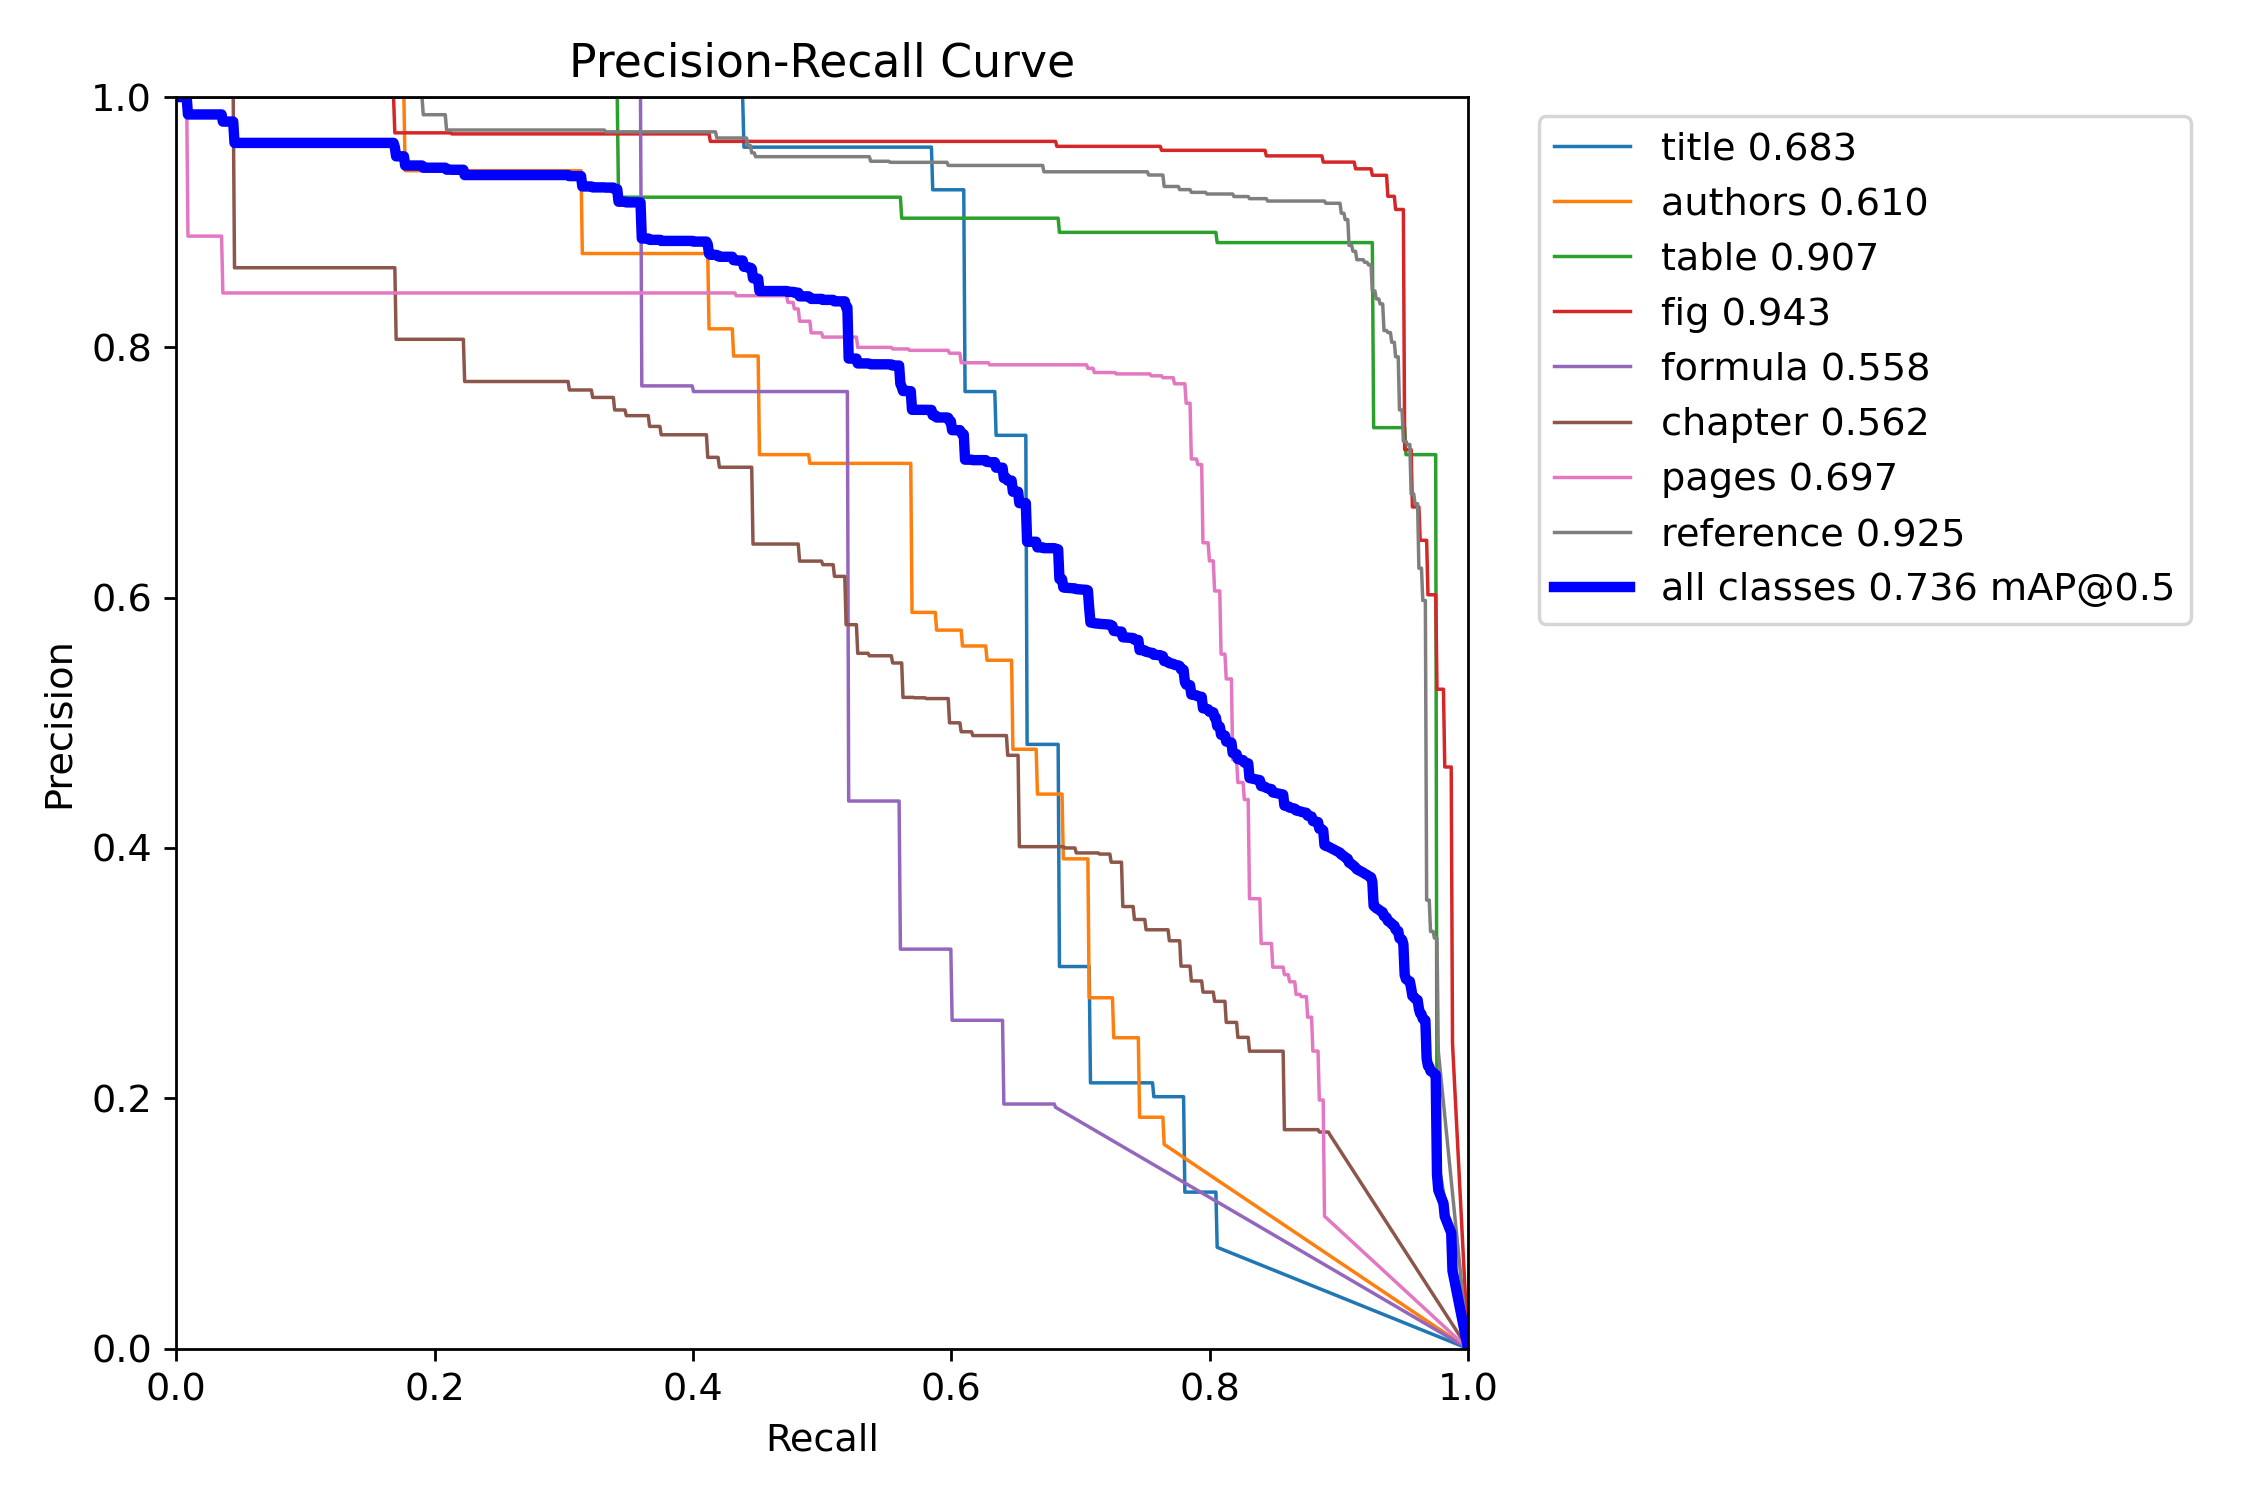 Precision-Recall Curve
1.0
0.8
0.6
0.4
0.2
0.0
Precision
0.0 0.2 0.4 0.6 0.8 1.0
Recall
title 0.683
authors 0.610
table 0.907
fig 0.943
formula 0.558
chapter 0.562
pages 0.697
reference 0.925
all classes 0.736 mAP@0.5